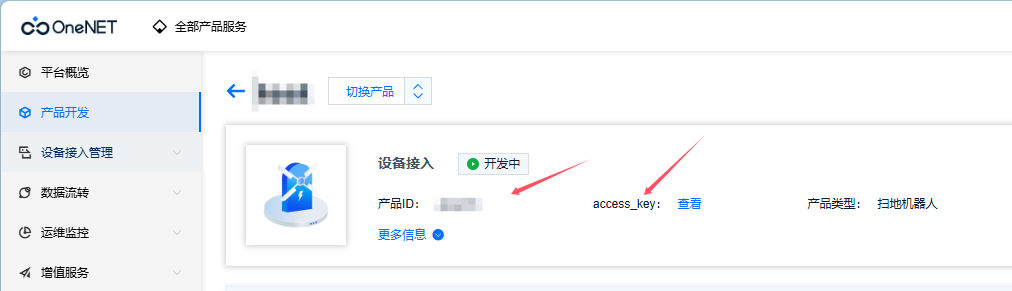 OneNET 全部产品服务
平台概览
产品开发
设备接入管理
数据流转
运维监控
增值服务
切换产品
设备接入 开发中
产品ID： access_key： 查看 产品类型： 扫地机器人
更多信息